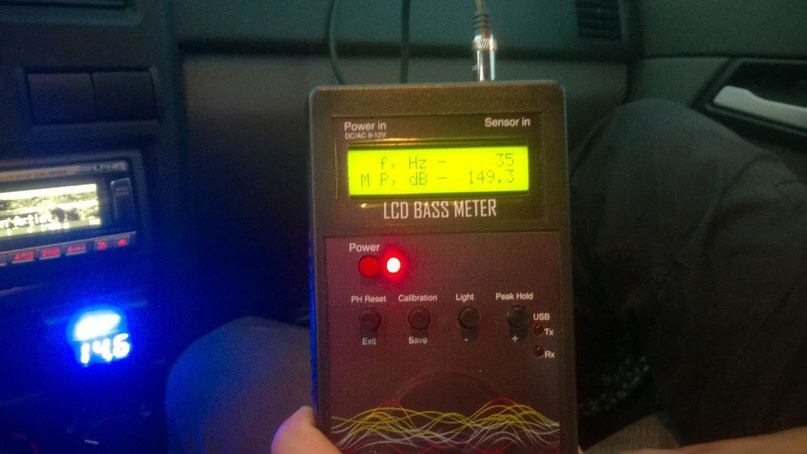 Power in
DC/AC 9-12V
Sensor in
f, Hz - 35
M P, dB - 149.3
LCD BASS METER
Power
PH Reset
Calibration
Light
Peak Hold
Exit
Save
-
+
USB
Tx
Rx
14.6